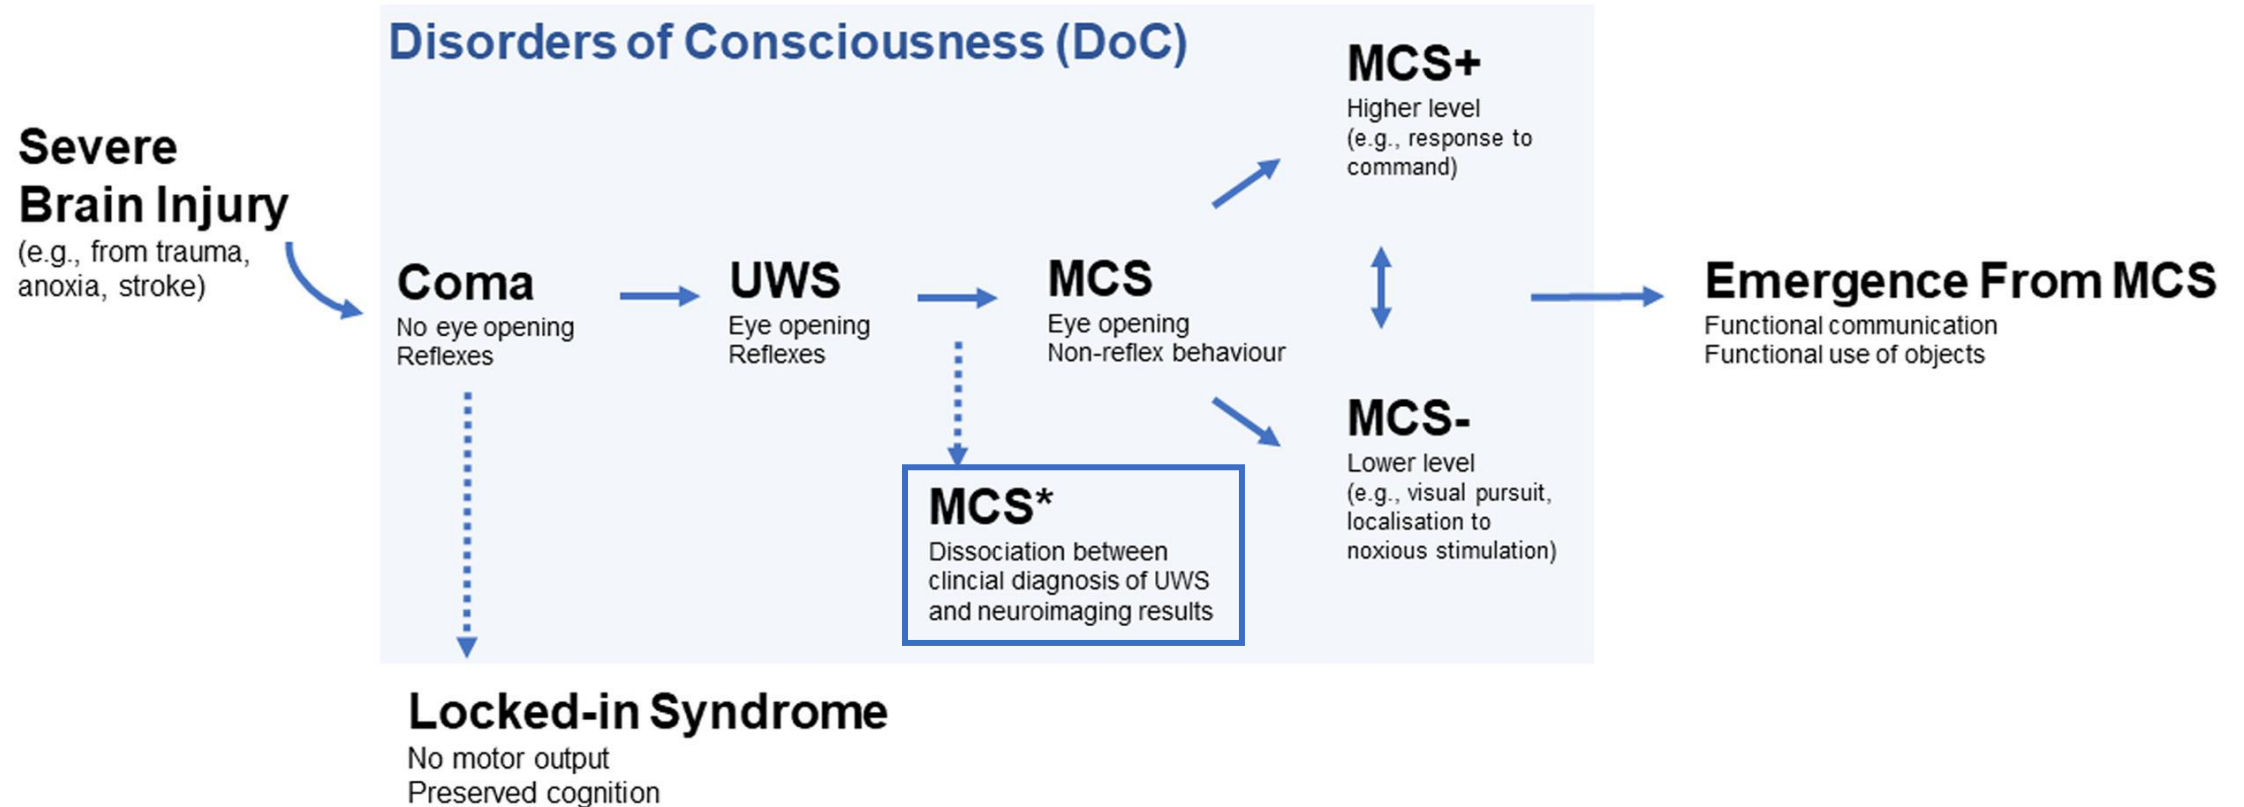 Disorders of Consciousness (DoC)
Severe
Brain Injury
(e.g., from trauma,
anoxia, stroke)
Coma
No eye opening
Reflexes
UWS
Eye opening
Reflexes
MCS
Eye opening
Non-reflex behaviour
MCS+
Higher level
(e.g., response to
command)
MCS-
Lower level
(e.g., visual pursuit,
localisation to
noxious stimulation)
MCS*
Dissociation between
clincial diagnosis of UWS
and neuroimaging results
Emergence From MCS
Functional communication
Functional use of objects
Locked-in Syndrome
No motor output
Preserved cognition